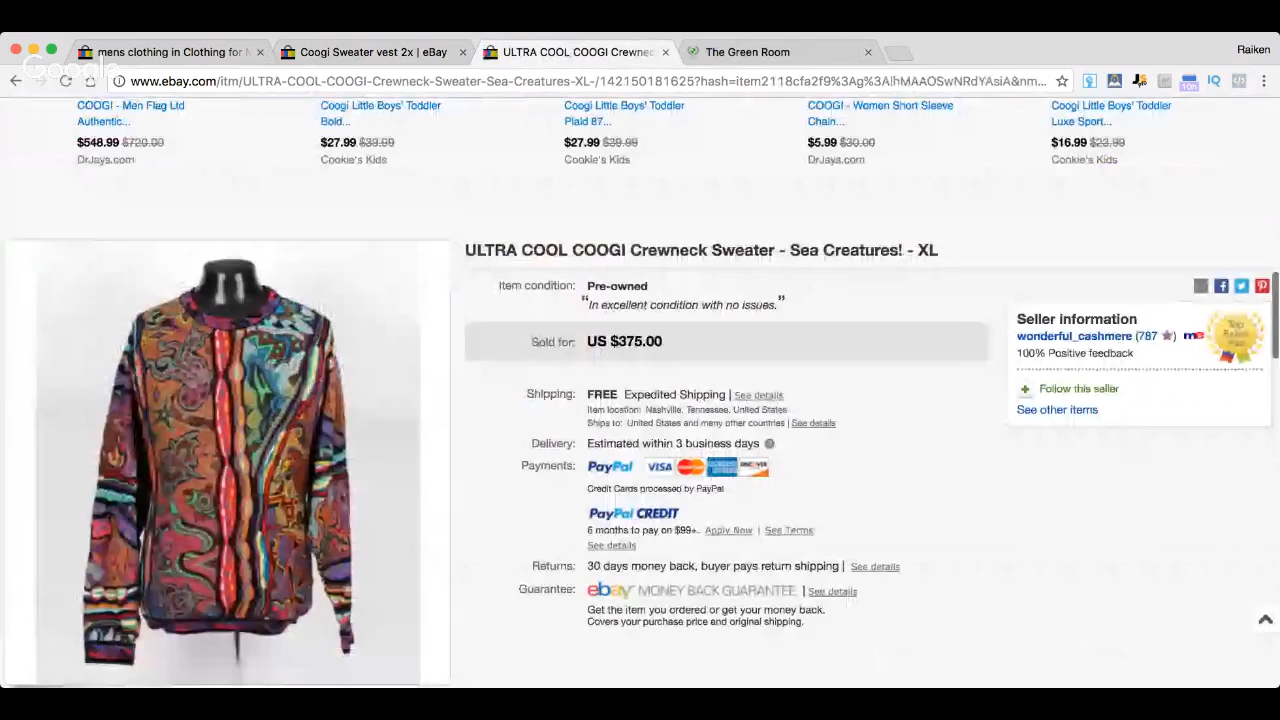 mens clothing in Clothing for M
Coogi Sweater vest 2x | eBay
ULTRA COOL COOGI Crewnec
The Green Room
Raiken
Google
www.ebay.com/itm/ULTRA-COOL-COOGI-Crewneck-Sweater-Sea-Creatures-XL-/142150181625?hash=item2118cfa2f9%3Ag%3AlhMAAOSwNRdYAsiA&nm...
COOGI - Men Flag Ltd
Authentic...
$548.99 $720.00
DrJays.com
Coogi Little Boys' Toddler
Bold...
$27.99 $39.99
Cookie's Kids
Coogi Little Boys' Toddler
Plaid 87...
$27.99 $39.99
Cookie's Kids
COOGI - Women Short Sleeve
Chain...
$5.99 $30.00
DrJays.com
Coogi Little Boys' Toddler
Luxe Sport...
$16.99 $23.99
Cookie's Kids
ULTRA COOL COOGI Crewneck Sweater - Sea Creatures! - XL
Item condition: Pre-owned
"In excellent condition with no issues."
Sold for: US $375.00
Shipping: FREE Expedited Shipping | See details
Item location: Nashville, Tennessee, United States
Ships to: United States and many other countries | See details
Delivery: Estimated within 3 business days
Payments: PayPal VISA MasterCard DISCOVER
Credit Cards processed by PayPal
PayPal CREDIT
6 months to pay on $99+. Apply Now | See Terms
See details
Returns: 30 days money back, buyer pays return shipping | See details
Guarantee: ebay MONEY BACK GUARANTEE | See details
Get the item you ordered or get your money back.
Covers your purchase price and original shipping.
Seller information
wonderful_cashmere (787 ) me
100% Positive feedback
Follow this seller
See other items
Top
Rated
Plus